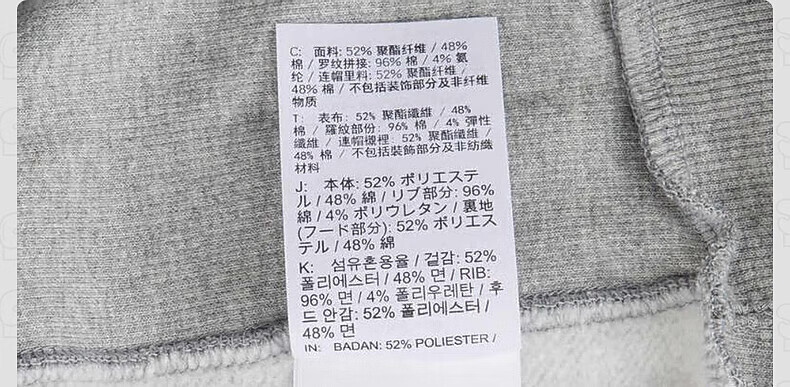 C: 面料: 52% 聚酯纤维 / 48%
棉 / 罗纹拼接: 96% 棉 / 4% 氨
纶 / 连帽里料: 52% 聚酯纤维 /
48% 棉 / 不包括装饰部分及非纤维
物质
T: 表布: 52% 聚酯纖維 / 48%
棉 / 羅紋部份: 96% 棉 / 4% 彈性
纖維 / 連帽襯裡: 52% 聚酯纖維 /
48% 棉 / 不包括裝飾部分及非紡織
材料
J: 本体: 52% ポリエステ
ル / 48% 綿 / リブ部分: 96%
綿 / 4% ポリウレタン / 裏地
(フード部分): 52% ポリエス
テル / 48% 綿
K: 섬유혼용율 / 겉감: 52%
폴리에스터 / 48% 면 / RIB:
96% 면 / 4% 폴리우레탄 / 후
드 안감: 52% 폴리에스터 /
48% 면
IN: BADAN: 52% POLIESTER /